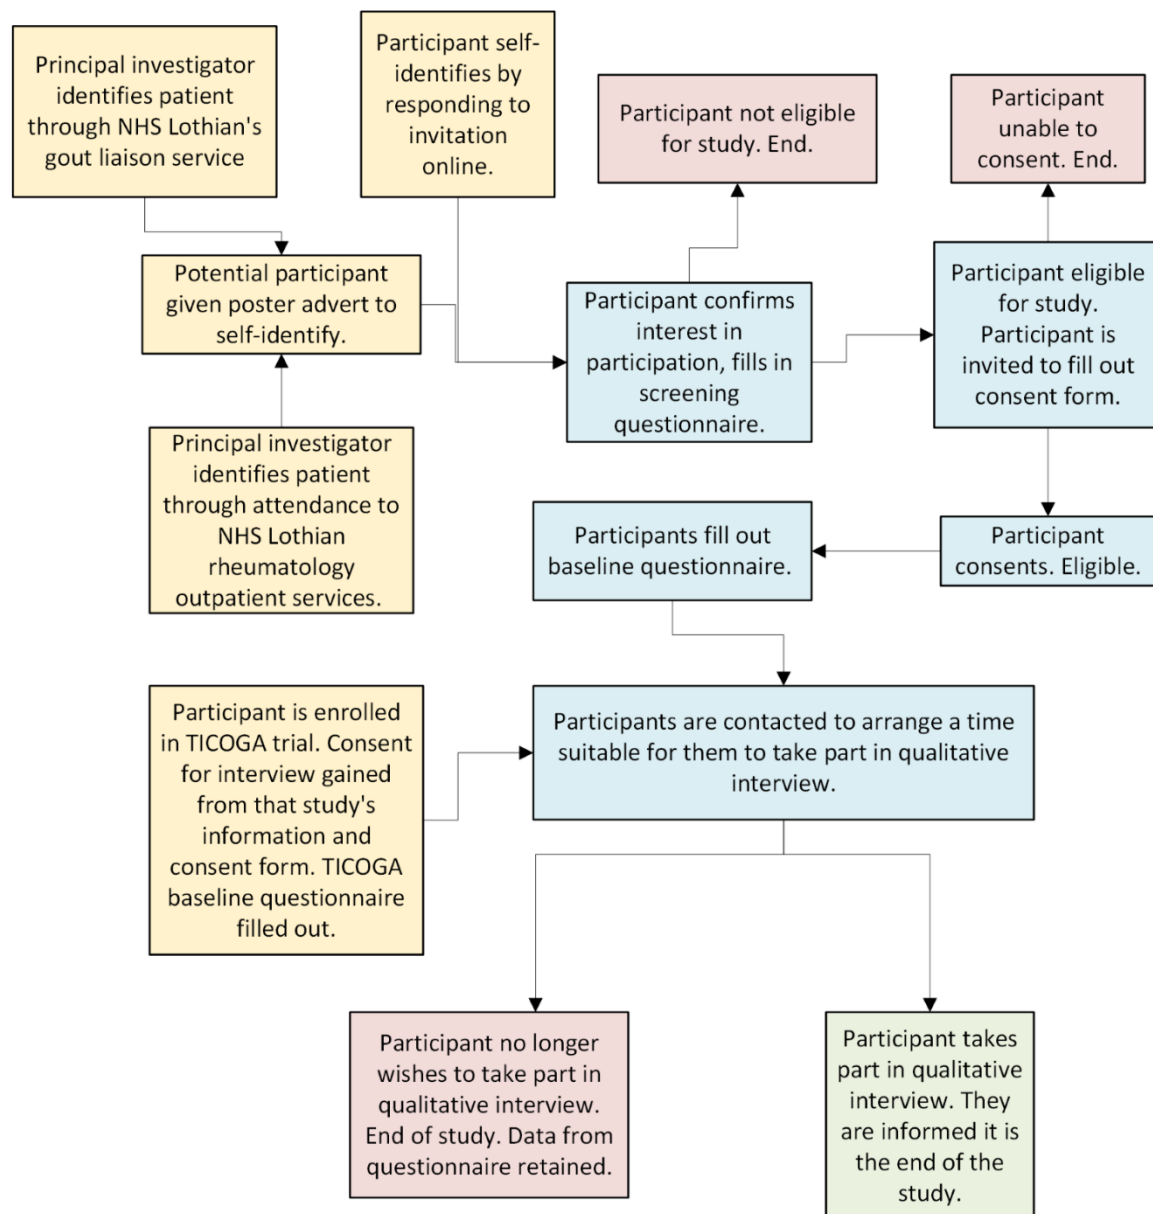 Principal investigator
identifies patient
through NHS Lothian's
gout liaison service
Participant self-
identifies by
responding to
invitation
online.
Participant not eligible
for study. End.
Participant
unable to
consent. End.
Potential participant
given poster advert to
self-identify.
Participant confirms
interest in
participation, fills in
screening
questionnaire.
Participant eligible
for study.
Participant is
invited to fill out
consent form.
Principal investigator
identifies patient
through attendance to
NHS Lothian
rheumatology
outpatient services.
Participants fill out
baseline questionnaire.
Participant
consents. Eligible.
Participant is enrolled
in TICOGA trial. Consent
for interview gained
from that study's
information and
consent form. TICOGA
baseline questionnaire
filled out.
Participants are contacted to arrange a time
suitable for them to take part in qualitative
interview.
Participant no longer
wishes to take part in
qualitative interview.
End of study. Data from
questionnaire retained.
Participant takes
part in qualitative
interview. They
are informed it is
the end of the
study.